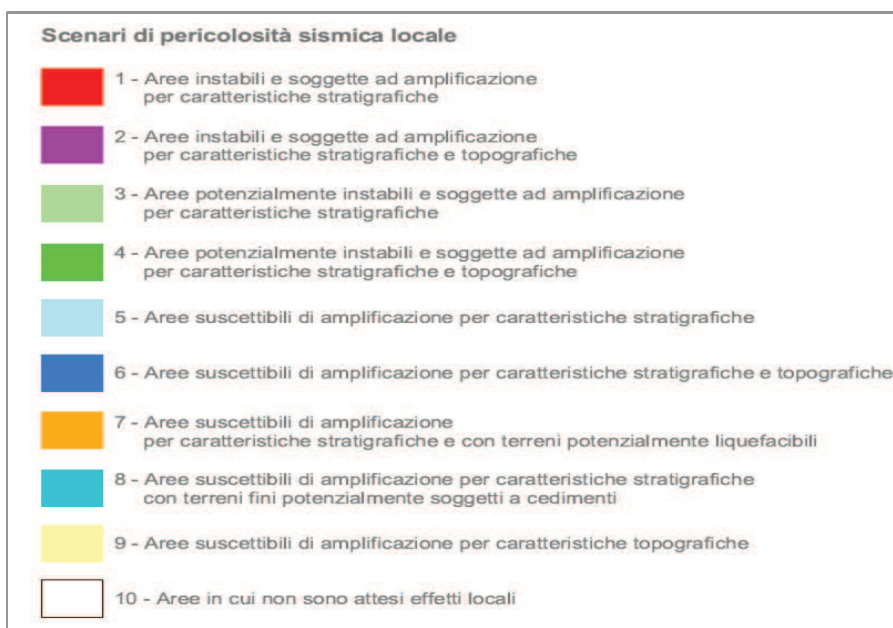 Scenari di pericolosità sismica locale
1 - Aree instabili e soggette ad amplificazione
per caratteristiche stratigrafiche
2 - Aree instabili e soggette ad amplificazione
per caratteristiche stratigrafiche e topografiche
3 - Aree potenzialmente instabili e soggette ad amplificazione
per caratteristiche stratigrafiche
4 - Aree potenzialmente instabili e soggette ad amplificazione
per caratteristiche stratigrafiche e topografiche
5 - Aree suscettibili di amplificazione per caratteristiche stratigrafiche
6 - Aree suscettibili di amplificazione per caratteristiche stratigrafiche e topografiche
7 - Aree suscettibili di amplificazione
per caratteristiche stratigrafiche e con terreni potenzialmente liquefacibili
8 - Aree suscettibili di amplificazione per caratteristiche stratigrafiche
con terreni fini potenzialmente soggetti a cedimenti
9 - Aree suscettibili di amplificazione per caratteristiche topografiche
10 - Aree in cui non sono attesi effetti locali